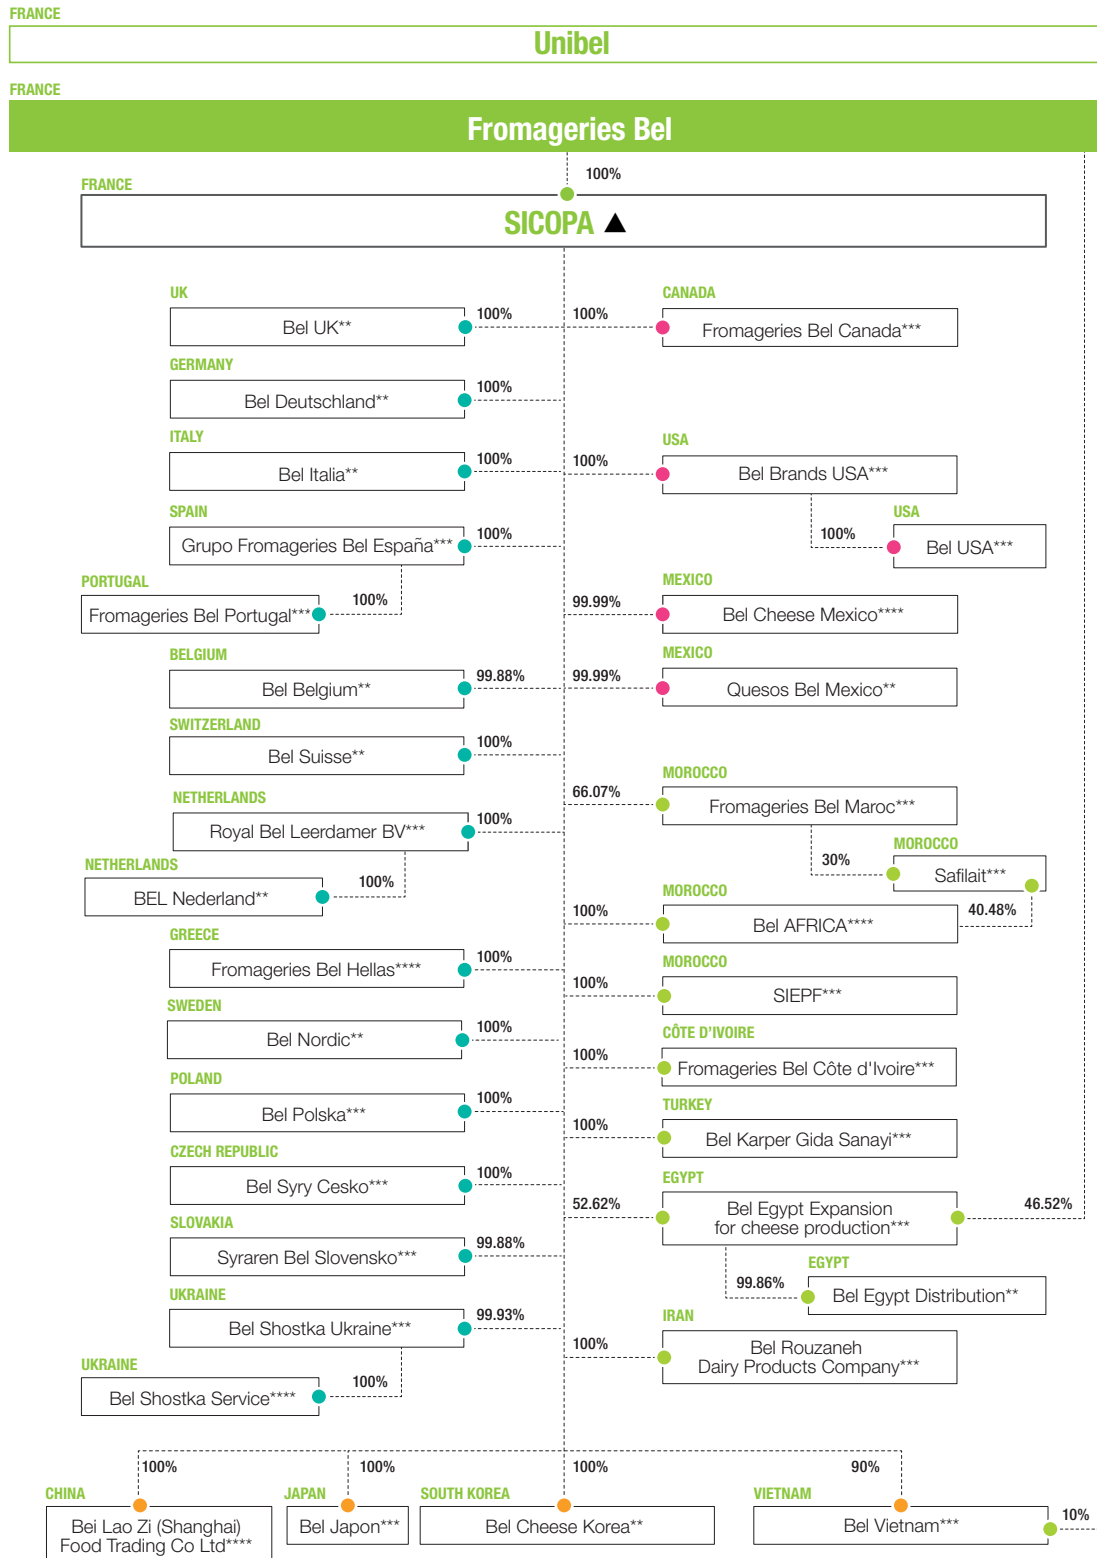 FRANCE
Unibel
FRANCE
Fromageries Bel
100%
FRANCE
SICOPA ▲
UK
Bel UK**
100%
100%
CANADA
Fromageries Bel Canada***
GERMANY
Bel Deutschland**
100%
ITALY
Bel Italia**
100%
100%
USA
Bel Brands USA***
100%
USA
Bel USA***
SPAIN
Grupo Fromageries Bel España***
100%
PORTUGAL
Fromageries Bel Portugal***
100%
99.99%
MEXICO
Bel Cheese Mexico****
BELGIUM
Bel Belgium**
99.88%
99.99%
MEXICO
Quesos Bel Mexico**
SWITZERLAND
Bel Suisse**
100%
66.07%
MOROCCO
Fromageries Bel Maroc***
30%
MOROCCO
Safilait***
40.48%
NETHERLANDS
Royal Bel Leerdamer BV***
100%
NETHERLANDS
BEL Nederland**
100%
100%
MOROCCO
Bel AFRICA****
GREECE
Fromageries Bel Hellas****
100%
100%
MOROCCO
SIEPF***
SWEDEN
Bel Nordic**
100%
100%
CÔTE D'IVOIRE
Fromageries Bel Côte d'Ivoire***
POLAND
Bel Polska***
100%
100%
TURKEY
Bel Karper Gida Sanayi***
CZECH REPUBLIC
Bel Syry Cesko***
100%
52.62%
EGYPT
Bel Egypt Expansion
for cheese production***
46.52%
SLOVAKIA
Syraren Bel Slovensko***
99.88%
99.86%
EGYPT
Bel Egypt Distribution**
UKRAINE
Bel Shostka Ukraine***
99.93%
100%
IRAN
Bel Rouzaneh
Dairy Products Company***
UKRAINE
Bel Shostka Service****
100%
100%
100%
100%
90%
CHINA
Bei Lao Zi (Shanghai)
Food Trading Co Ltd****
JAPAN
Bel Japon***
SOUTH KOREA
Bel Cheese Korea**
VIETNAM
Bel Vietnam***
10%